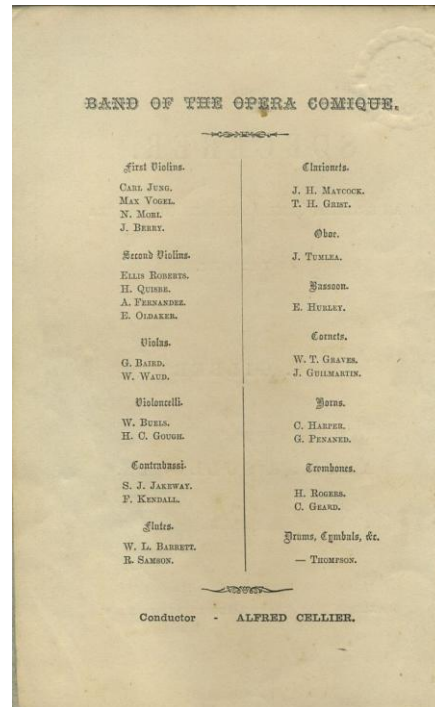 BAND OF THE OPERA COMIQUE.
First Violins.
CARL JUNG.
MAX VOGEL.
N. MORI.
J. BERRY.
Second Violins.
ELLIS ROBERTS.
H. QUISBE.
A. FERNANDEZ.
E. OLDAKER.
Violas.
G. BAIRD.
W. WAUD.
Violoncelli.
W. BUELS.
H. C. GOUGH.
Contrabassi.
S. J. JAKEWAY.
F. KENDALL.
Flutes.
W. L. BARRETT.
R. SAMSON.
Clarionets.
J. H. MAYCOCK.
T. H. GRIST.
Oboe.
J. TUMLEA.
Bassoon.
E. HURLEY.
Cornets.
W. T. GRAVES.
J. GUILMARTIN.
Horns.
C. HARPER.
G. PENANED.
Trombones.
H. ROGERS.
C. GEARD.
Drums, Cymbals, &c.
— THOMPSON.
Conductor - ALFRED CELLIER.